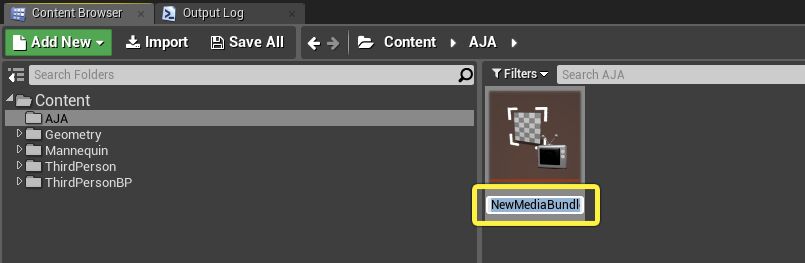 Content Browser
Output Log
Add New
Import
Save All
Content
AJA
Search Folders
Filters
Search AJA
Content
AJA
Geometry
Mannequin
ThirdPerson
ThirdPersonBP
NewMediaBundl